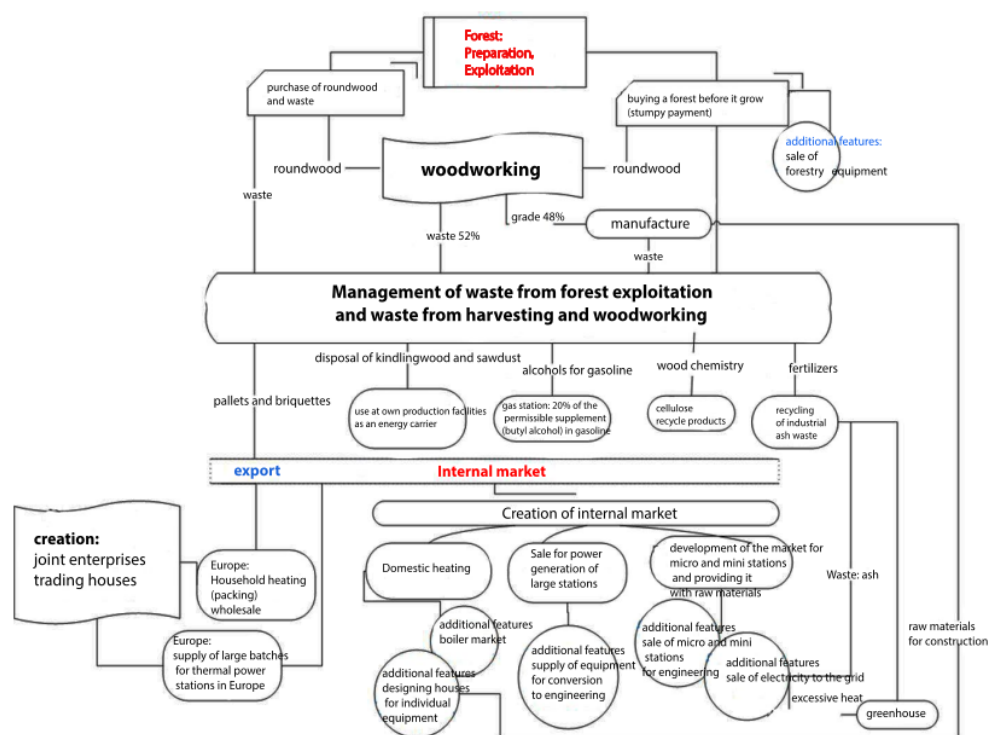 Forest:
Preparation,
Exploitation
purchase of roundwood
and waste
buying a forest before it grow
(stumpy payment)
additional features:
sale of
forestry equipment
roundwood
woodworking
roundwood
waste
grade 48%
manufacture
waste 52%
waste
Management of waste from forest exploitation
and waste from harvesting and woodworking
disposal of kindlingwood and sawdust
alcohols for gasoline
wood chemistry
fertilizers
pallets and briquettes
use at own production facilities
as an energy carrier
gas station: 20% of the
permissible supplement
(butyl alcohol) in gasoline
cellulose
recycle products
recycling
of industrial
ash waste
export
Internal market
Creation of internal market
creation:
joint enterprises
trading houses
Europe:
Household heating
(packing)
wholesale
Domestic heating
Sale for power
generation of
large stations
development of the market for
micro and mini stations
and providing it
with raw materials
Waste: ash
raw materials
for construction
Europe:
supply of large batches
for thermal power
stations in Europe
additional features
boiler market
additional features
designing houses
for individual
equipment
additional features
supply of equipment
for conversion
to engineering
additional features
sale of micro and mini
stations
for engineering
additional features
sale of electricity to the grid
excessive heat
greenhouse